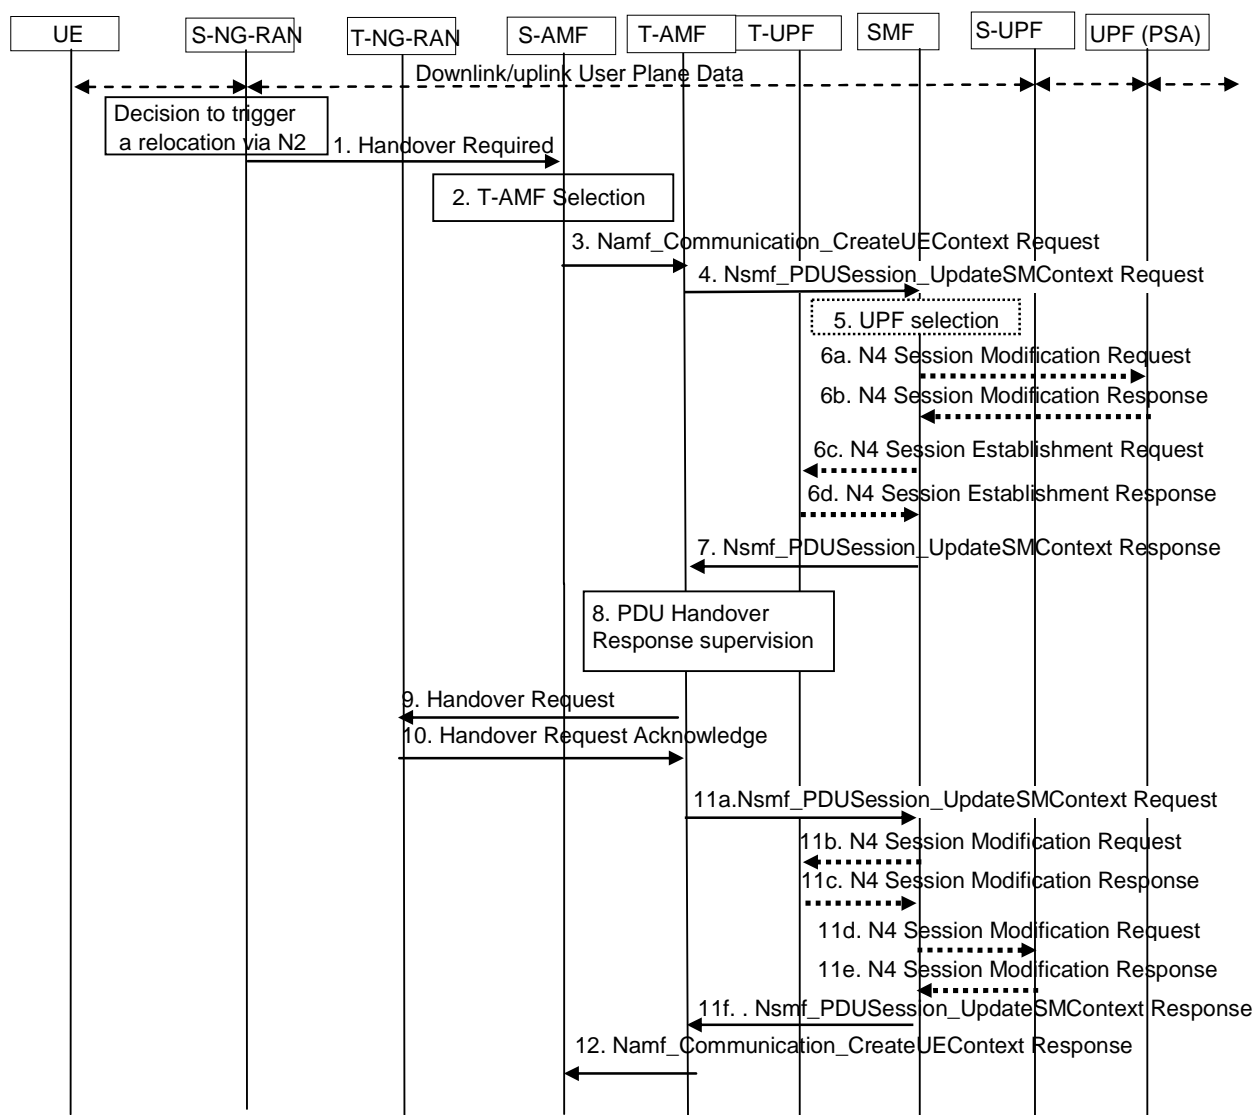 UE S-NG-RAN T-NG-RAN S-AMF T-AMF T-UPF SMF S-UPF UPF (PSA)
Downlink/uplink User Plane Data
Decision to trigger
a relocation via N2
1. Handover Required
2. T-AMF Selection
3. Namf_Communication_CreateUEContext Request
4. Nsmf_PDUSession_UpdateSMContext Request
5. UPF selection
6a. N4 Session Modification Request
6b. N4 Session Modification Response
6c. N4 Session Establishment Request
6d. N4 Session Establishment Response
7. Nsmf_PDUSession_UpdateSMContext Response
8. PDU Handover
Response supervision
9. Handover Request
10. Handover Request Acknowledge
11a.Nsmf_PDUSession_UpdateSMContext Request
11b. N4 Session Modification Request
11c. N4 Session Modification Response
11d. N4 Session Modification Request
11e. N4 Session Modification Response
11f. . Nsmf_PDUSession_UpdateSMContext Response
12. Namf_Communication_CreateUEContext Response